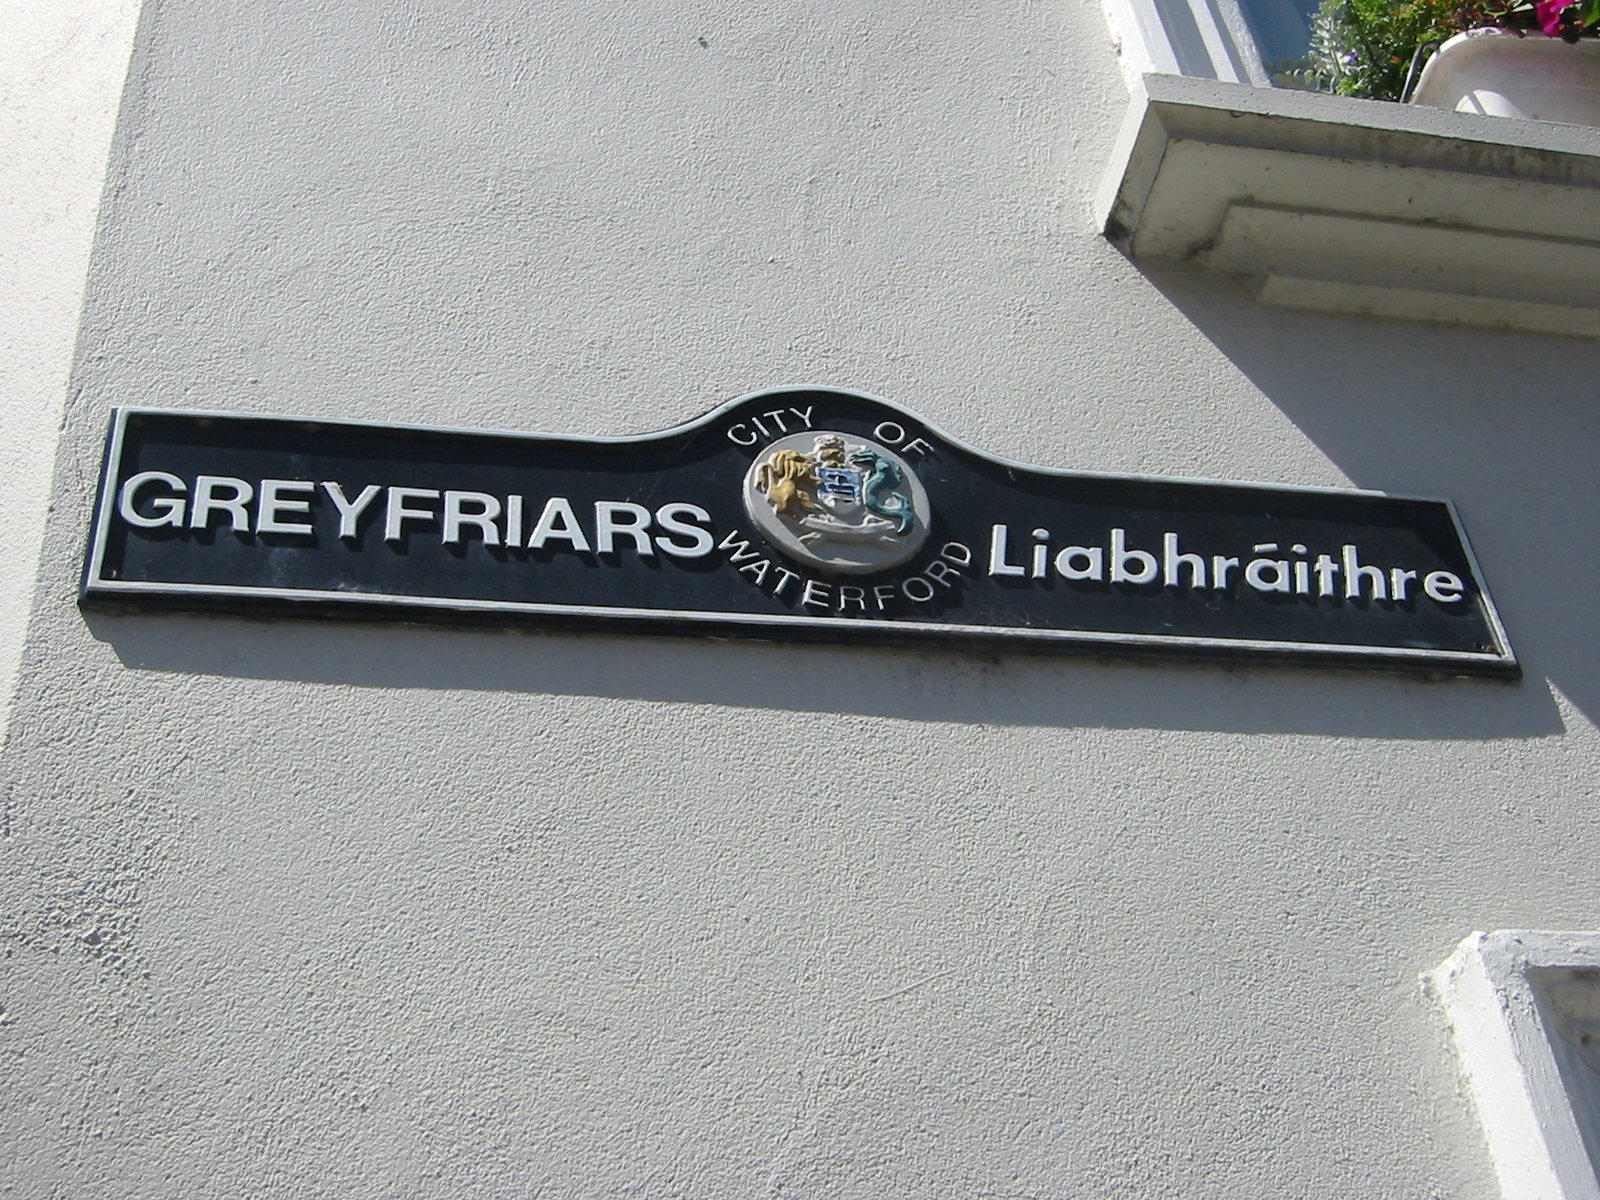 GREYFRIARS
CITY OF
WATERFORD
Liabhráithre